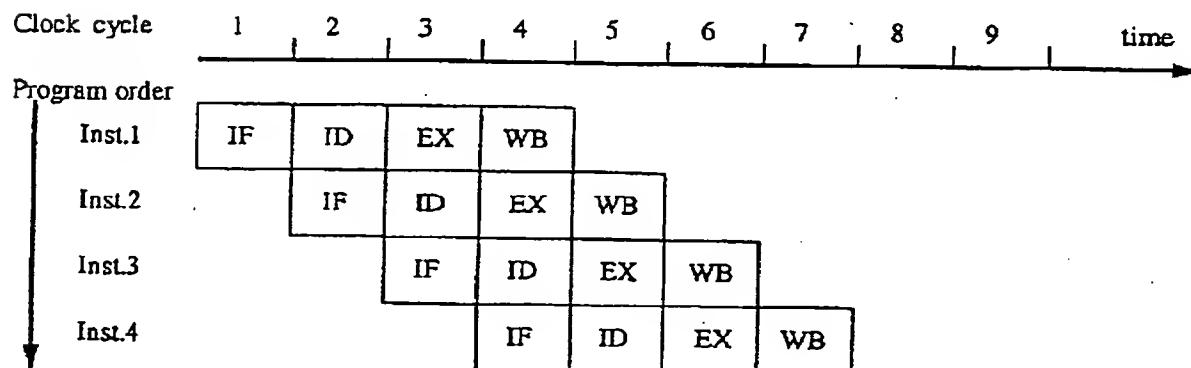 Clock cycle 1 2 3 4 5 6 7 8 9 time
Program order
Inst.1 IF ID EX WB
Inst.2 IF ID EX WB
Inst.3 IF ID EX WB
Inst.4 IF ID EX WB